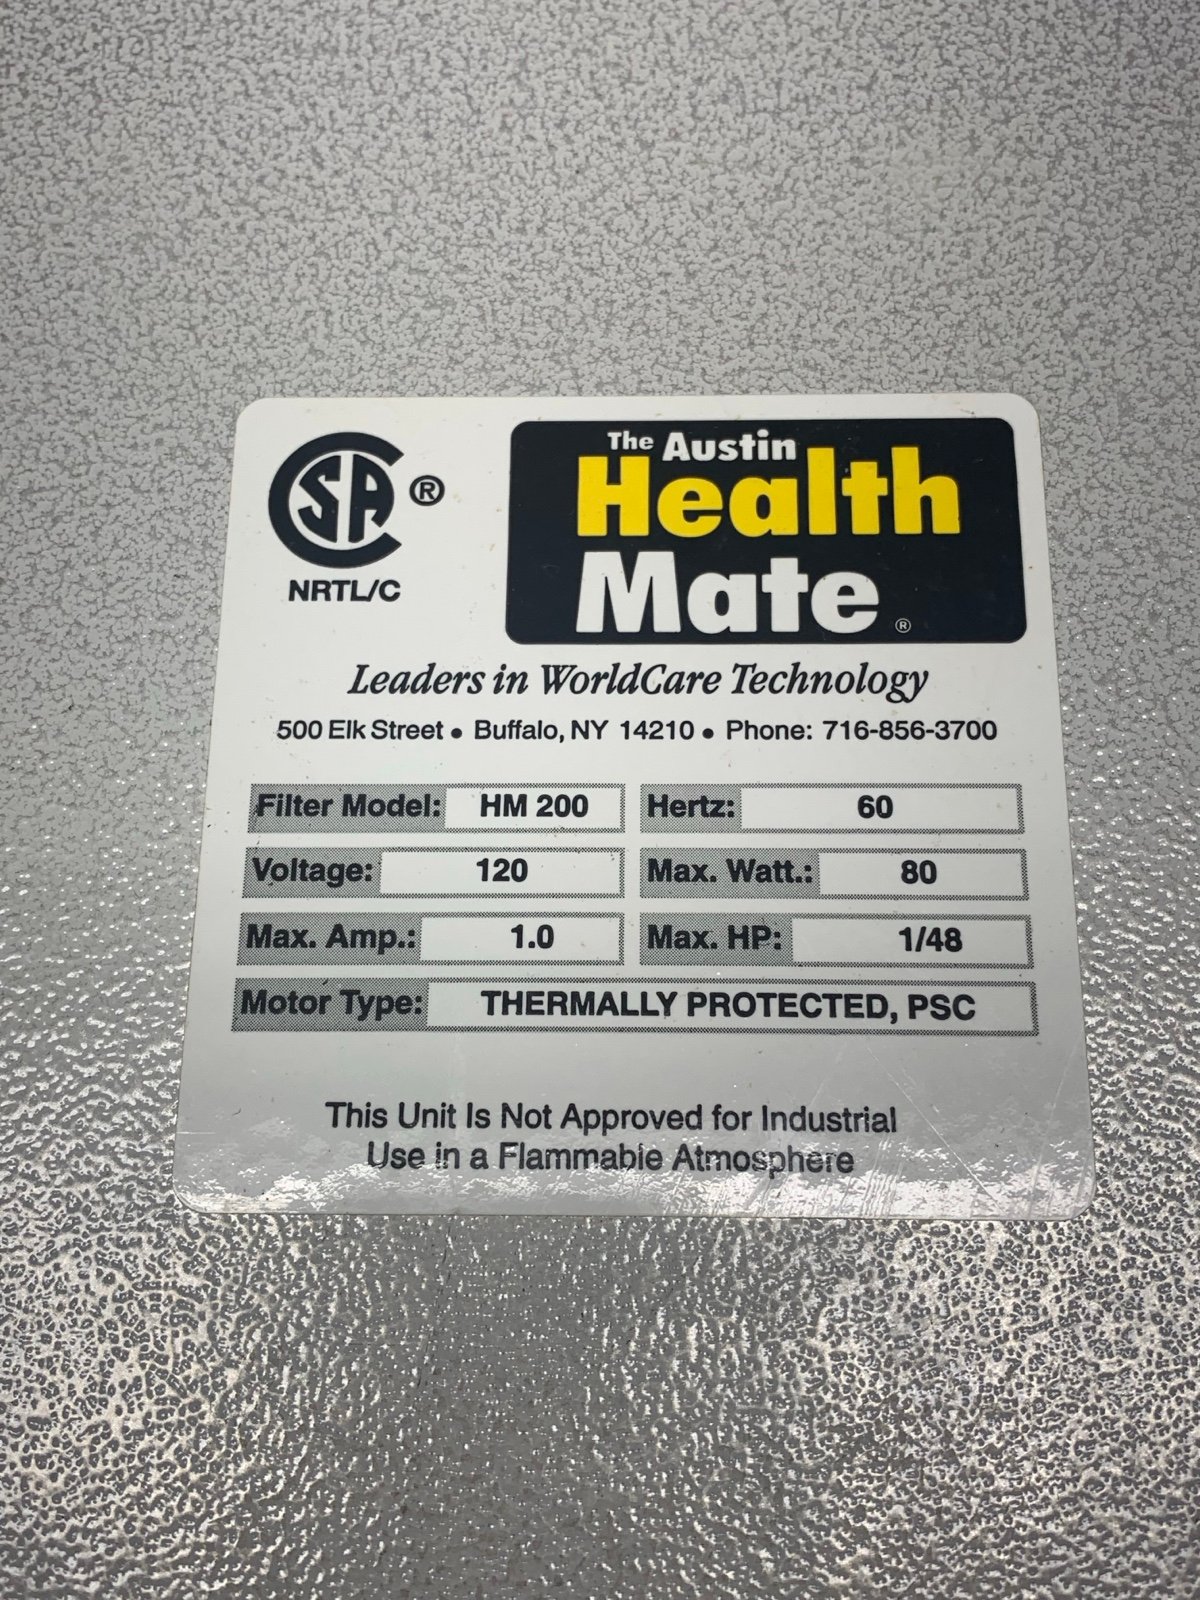 CSA ®
NRTL/C
The Austin
Health
Mate ®
Leaders in WorldCare Technology
500 Elk Street • Buffalo, NY 14210 • Phone: 716-856-3700
Filter Model: HM 200 Hertz: 60
Voltage: 120 Max. Watt.: 80
Max. Amp.: 1.0 Max. HP: 1/48
Motor Type: THERMALLY PROTECTED, PSC
This Unit Is Not Approved for Industrial
Use in a Flammable Atmosphere